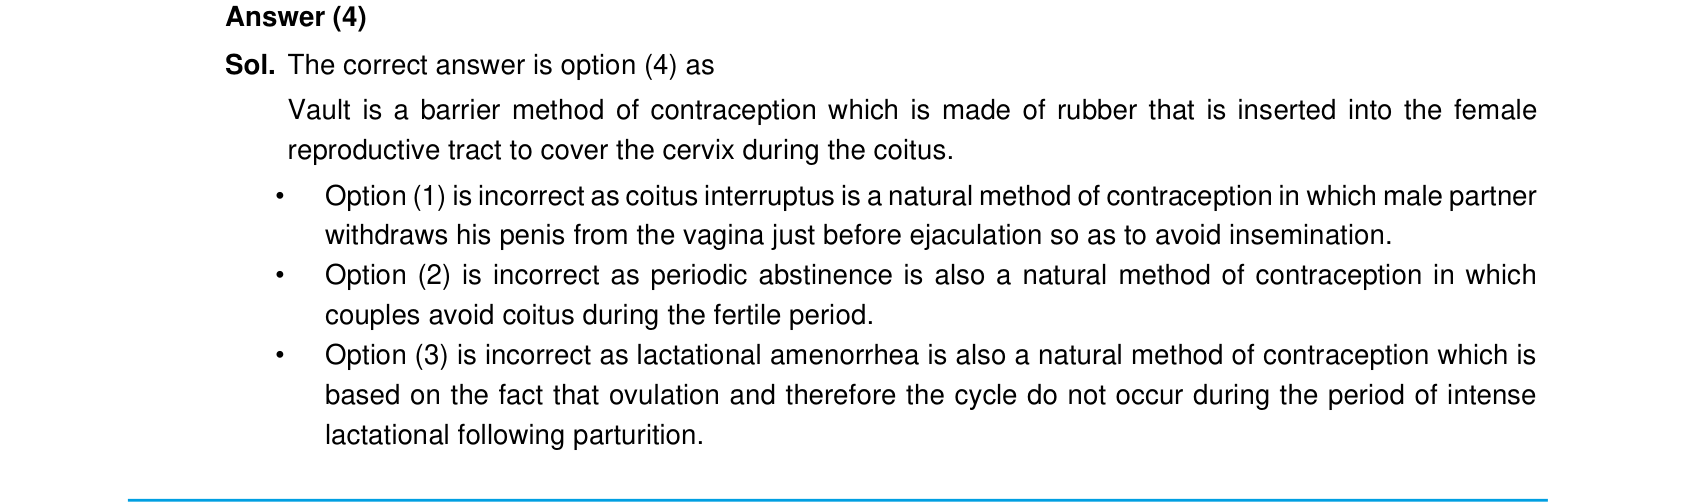 Answer (4)
Sol. The correct answer is option (4) as
Vault is a barrier method of contraception which is made of rubber that is inserted into the female
reproductive tract to cover the cervix during the coitus.
• Option (1) is incorrect as coitus interruptus is a natural method of contraception in which male partner
withdraws his penis from the vagina just before ejaculation so as to avoid insemination.
• Option (2) is incorrect as periodic abstinence is also a natural method of contraception in which
couples avoid coitus during the fertile period.
• Option (3) is incorrect as lactational amenorrhea is also a natural method of contraception which is
based on the fact that ovulation and therefore the cycle do not occur during the period of intense
lactational following parturition.